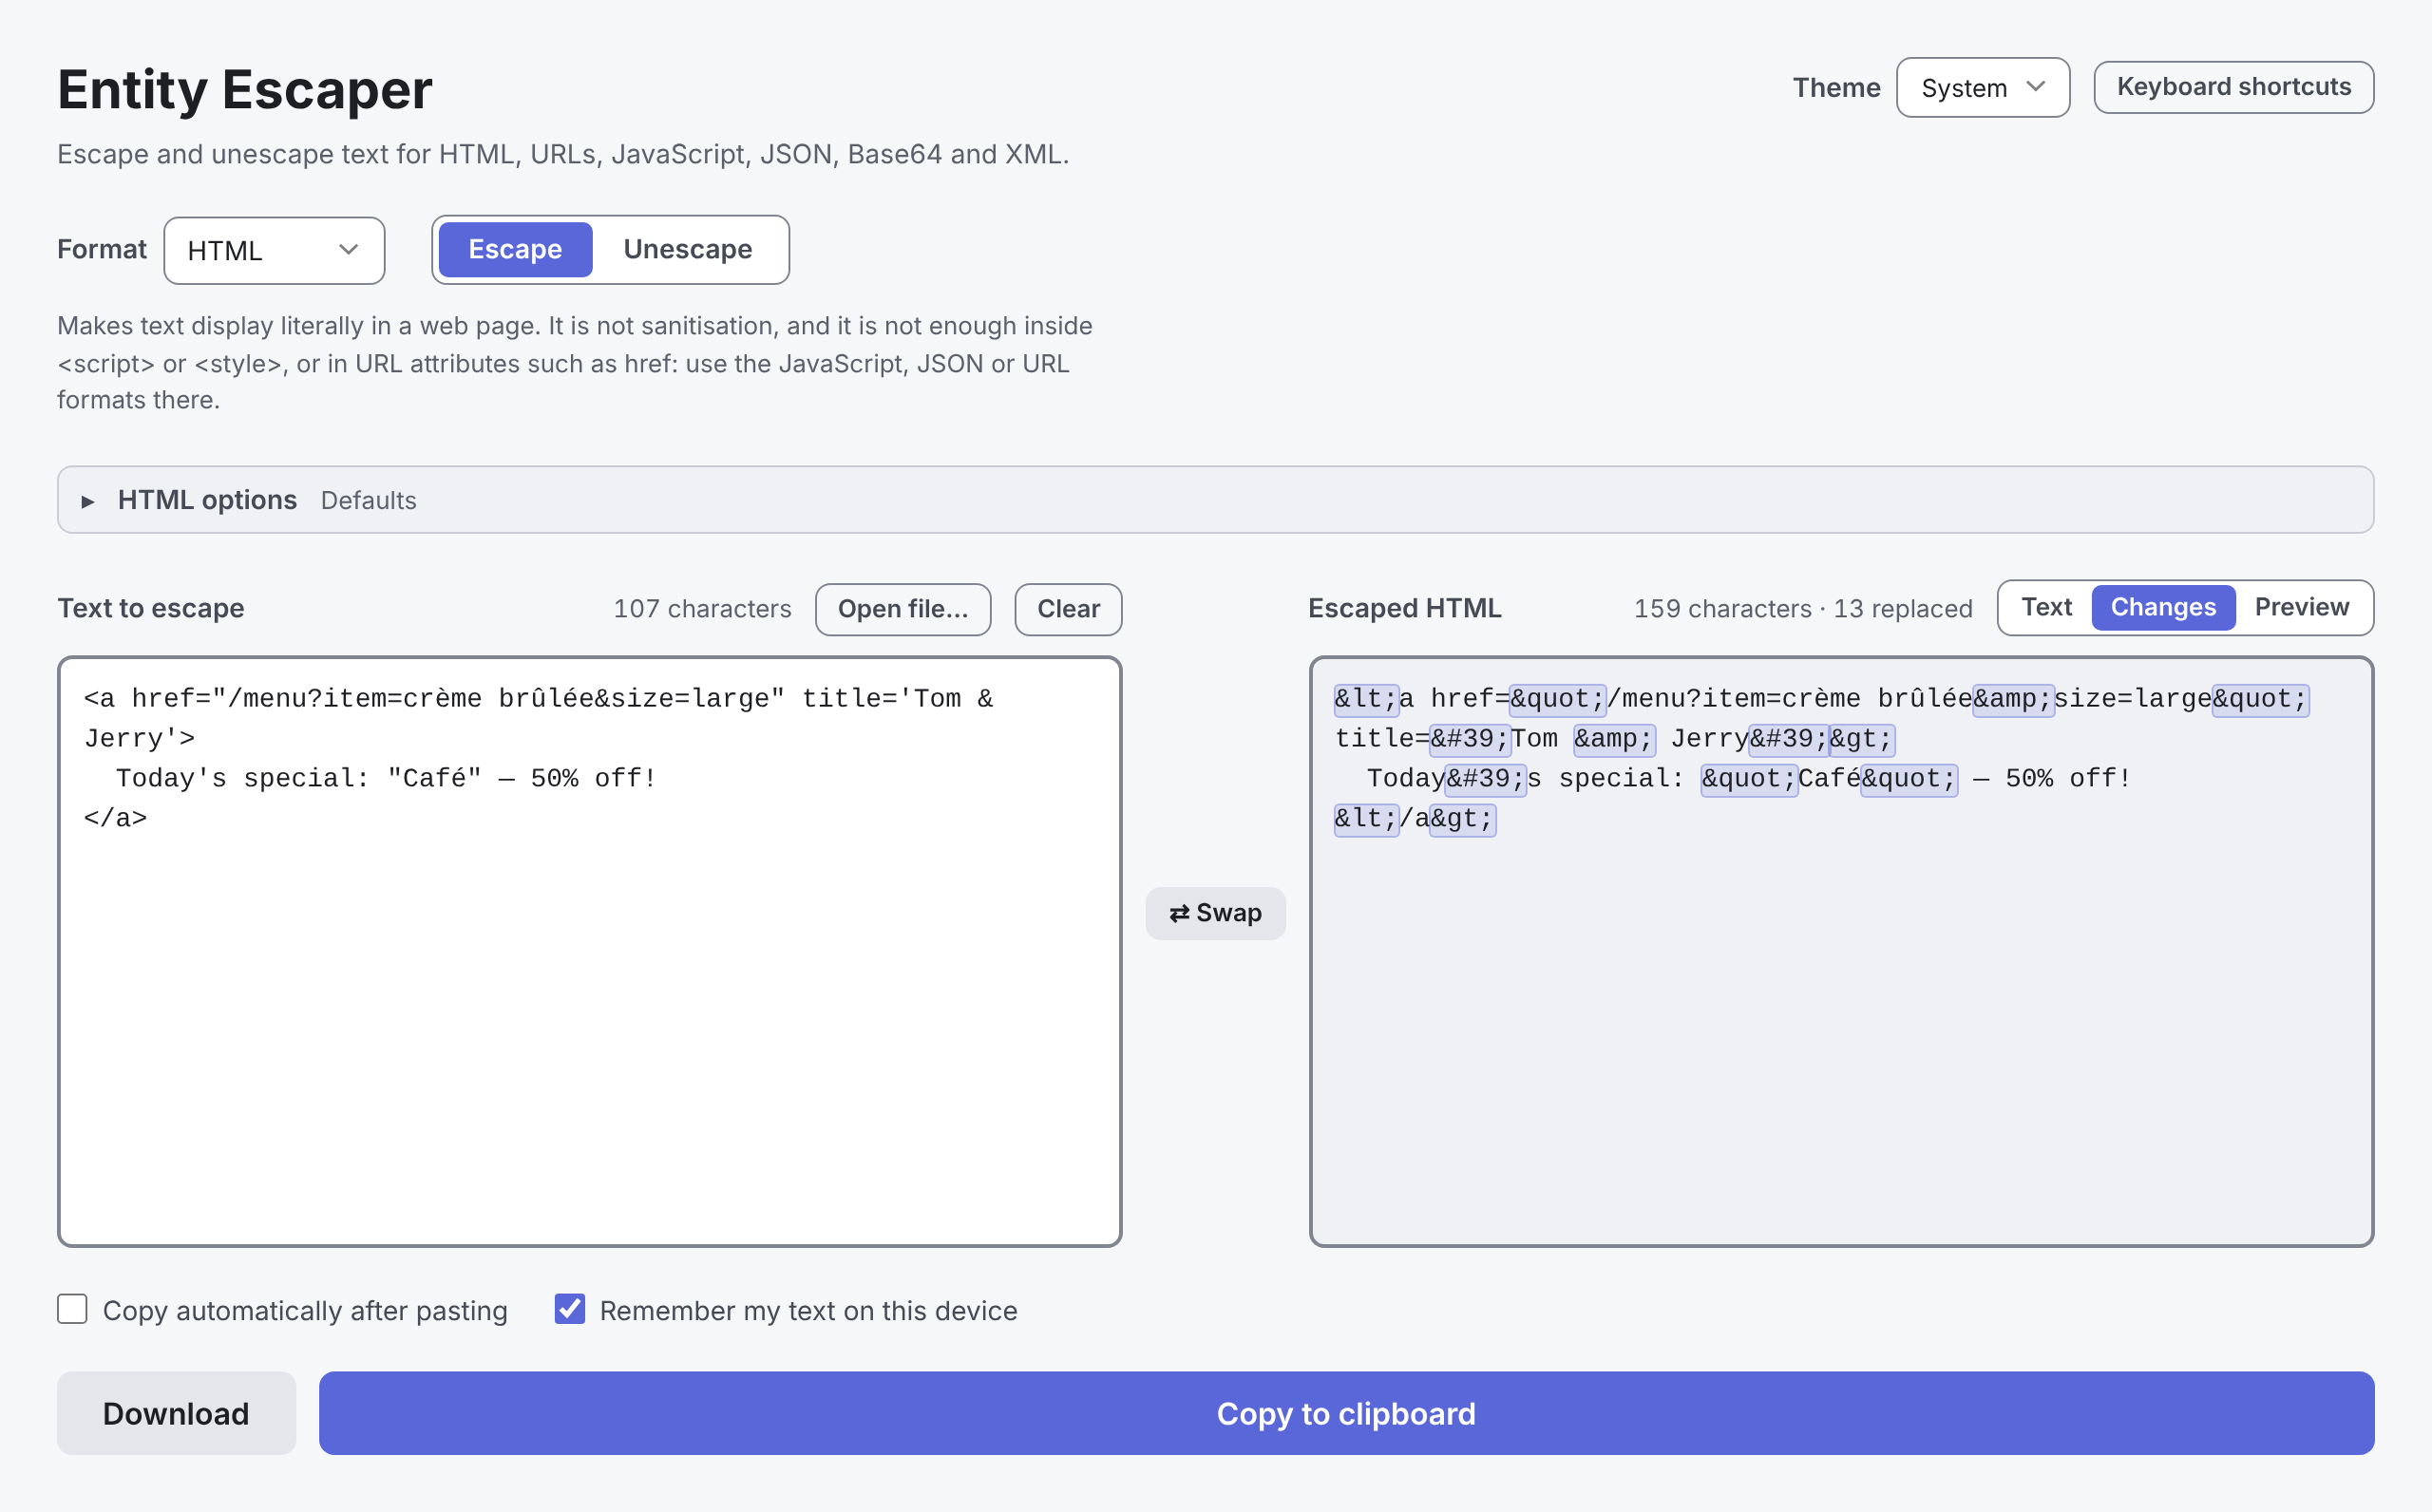 Entity Escaper
Theme System Keyboard shortcuts
Escape and unescape text for HTML, URLs, JavaScript, JSON, Base64 and XML.
Format HTML Escape Unescape
Makes text display literally in a web page. It is not sanitisation, and it is not enough inside
<script> or <style>, or in URL attributes such as href: use the JavaScript, JSON or URL
formats there.
▸ HTML options Defaults
Text to escape 107 characters Open file... Clear
<a href="/menu?item=crème brûlée&size=large" title='Tom &
Jerry'>
  Today's special: "Café" — 50% off!
</a>
⇄ Swap
Escaped HTML 159 characters · 13 replaced Text Changes Preview
&lt;a href=&quot;/menu?item=crème brûlée&amp;size=large&quot;
title=&#39;Tom &amp; Jerry&#39;&gt;
  Today&#39;s special: &quot;Café&quot; — 50% off!
&lt;/a&gt;
Copy automatically after pasting Remember my text on this device
Download Copy to clipboard